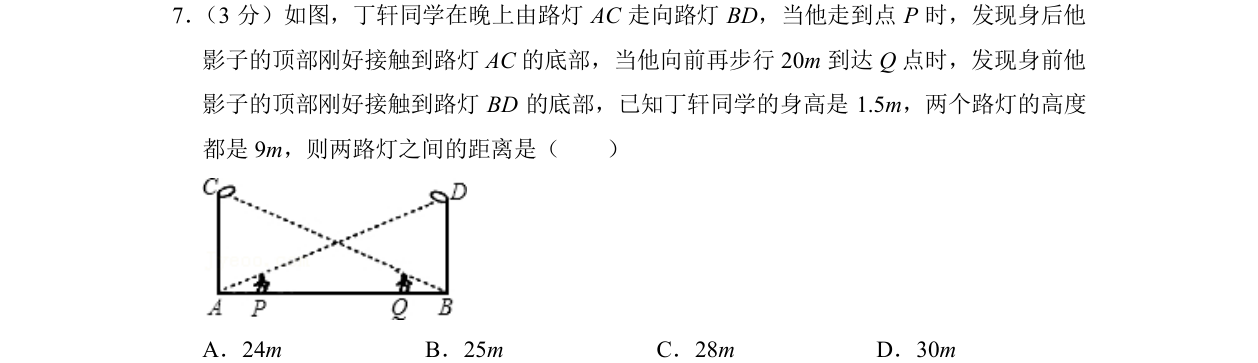 7．（3 分）如图，丁轩同学在晚上由路灯 AC 走向路灯 BD，当他走到点 P 时，发现身后他
影子的顶部刚好接触到路灯 AC 的底部，当他向前再步行 20m 到达 Q 点时，发现身前他
影子的顶部刚好接触到路灯 BD 的底部，已知丁轩同学的身高是 1.5m，两个路灯的高度
都是 9m，则两路灯之间的距离是（　　）
C D
A P Q B
A．24m B．25m C．28m D．30m